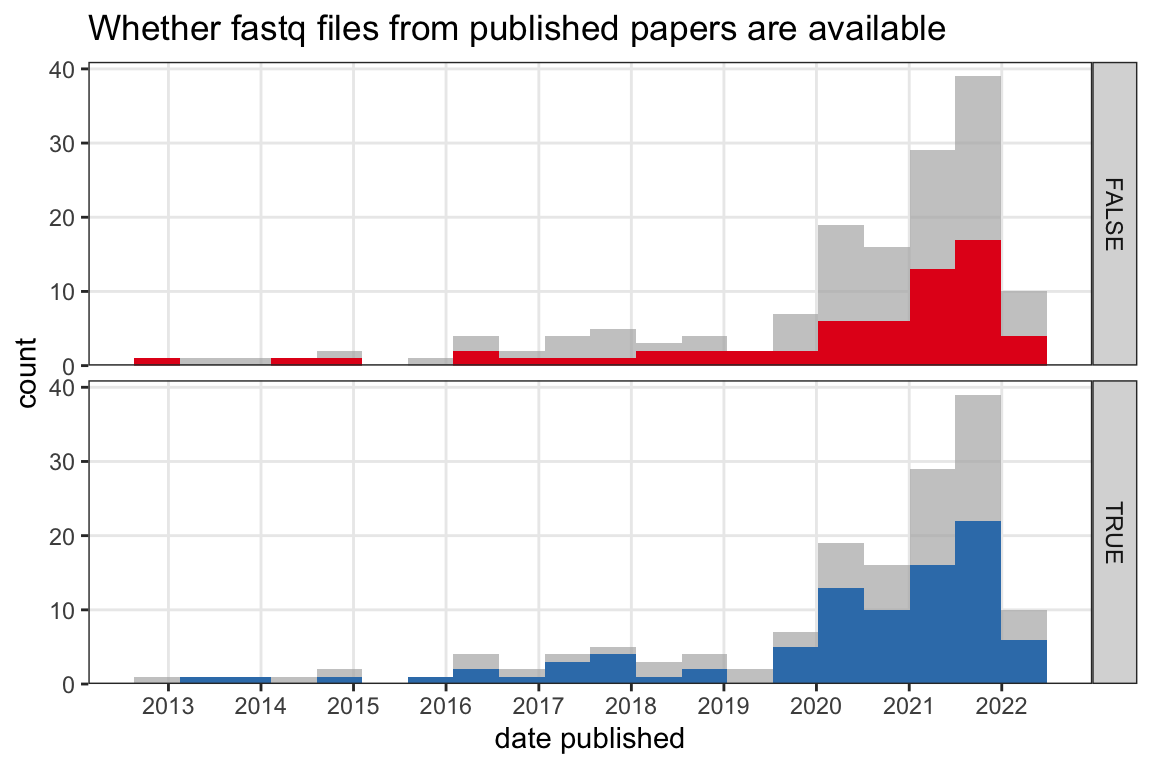 Whether fastq files from published papers are available
40
30
20
10
0
FALSE
count
40
30
20
10
0
TRUE
2013 2014 2015 2016 2017 2018 2019 2020 2021 2022
date published